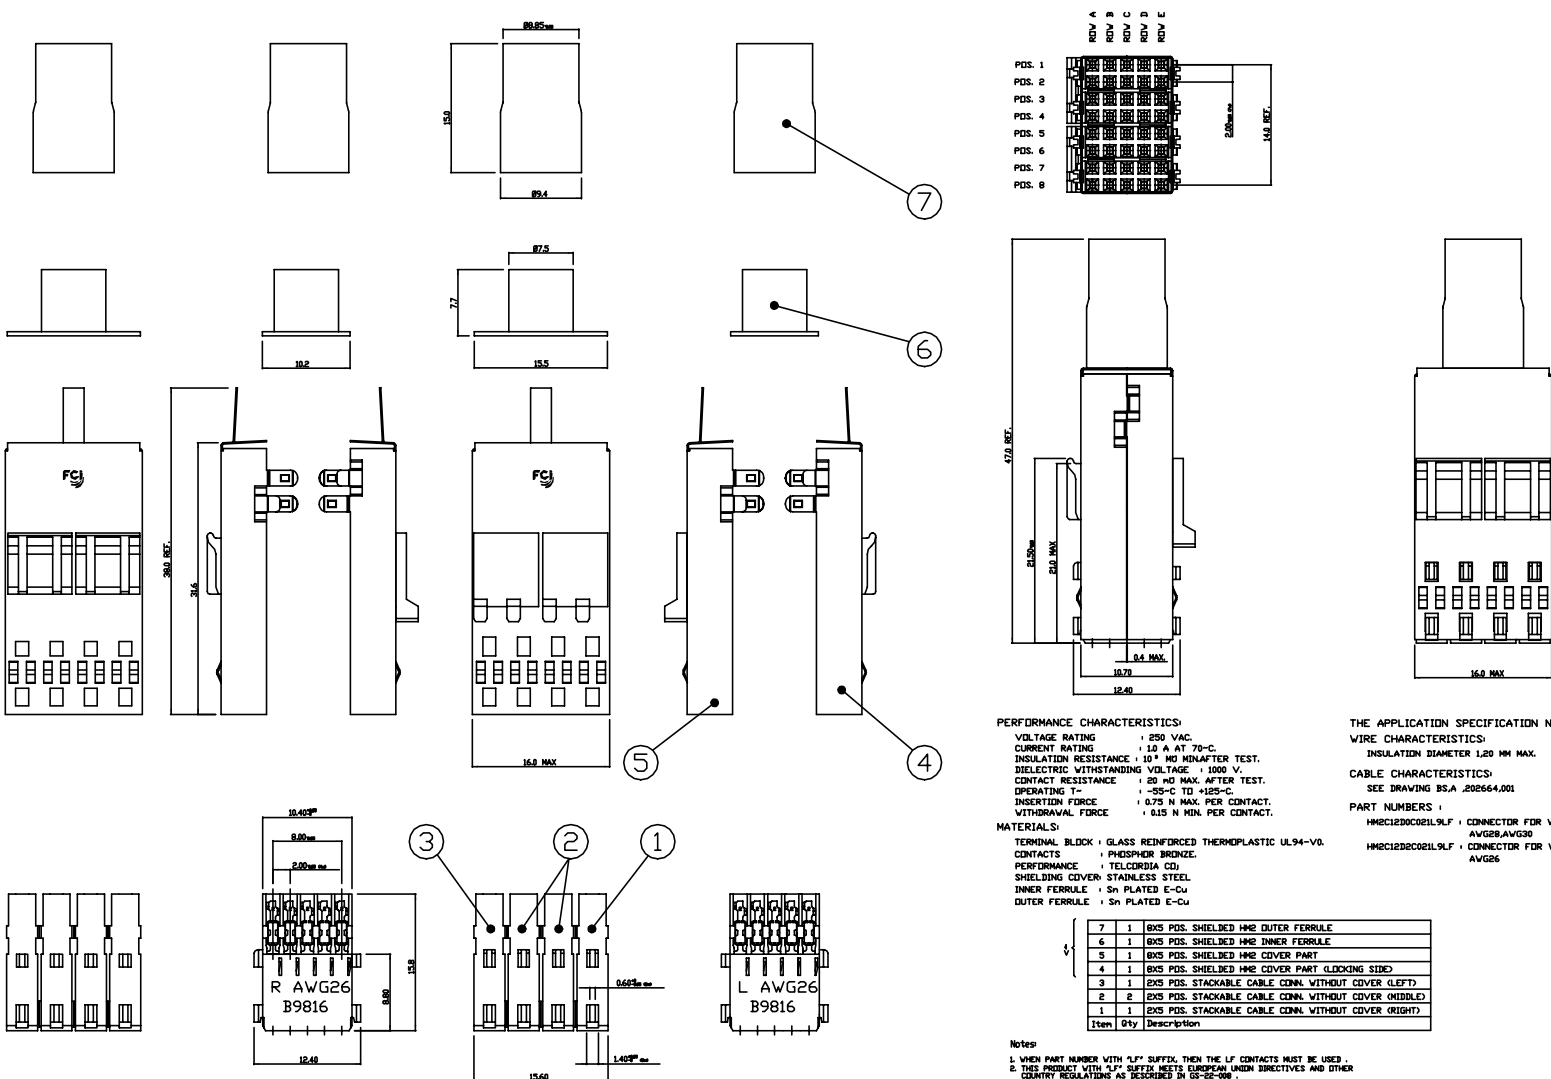 Ø8.85
15.0
Ø9.4
7
ROW A
ROW B
ROW C
ROW D
ROW E
POS. 1
POS. 2
POS. 3
POS. 4
POS. 5
POS. 6
POS. 7
POS. 8
2.00
14.0 REF.
Ø7.5
7.7
10.2
15.5
6
FCI
FCI
38.0 REF.
31.6
16.0 MAX
5
4
47.0 REF.
21.50
21.0 MAX
0.4 MAX.
10.70
12.40
16.0 MAX
PERFORMANCE CHARACTERISTICS:
VOLTAGE RATING : 250 VAC.
CURRENT RATING : 1.0 A AT 70~C.
INSULATION RESISTANCE : MIN.AFTER TEST.
DIELECTRIC WITHSTANDING VOLTAGE : 1000 V.
CONTACT RESISTANCE : 20 mΩ MAX. AFTER TEST.
OPERATING T~ : -55~C TO +125~C.
INSERTION FORCE : 0.75 N MAX. PER CONTACT.
WITHDRAWAL FORCE : 0.15 N MIN. PER CONTACT.
MATERIALS:
TERMINAL BLOCK : GLASS REINFORCED THERMOPLASTIC UL94-V0.
CONTACTS : PHOSPHOR BRONZE.
PERFORMANCE : TELCORDIA CO;
SHIELDING COVER: STAINLESS STEEL
INNER FERRULE : Sn PLATED E-Cu
OUTER FERRULE : Sn PLATED E-Cu
THE APPLICATION SPECIFICATION N
WIRE CHARACTERISTICS:
INSULATION DIAMETER 1,20 MM MAX.
CABLE CHARACTERISTICS:
SEE DRAWING BS,A ,202664,001
PART NUMBERS :
HM2C12D0C021L9LF : CONNECTOR FOR
AWG28,AWG30
HM2C12D2C021L9LF : CONNECTOR FOR
AWG26
10.40
8.00
2.00
15.8
8.80
R AWG26
B9816
12.40
3
2
1
0.60
1.40
15.60
L AWG26
B9816
7 1 8X5 POS. SHIELDED HM2 OUTER FERRULE
6 1 8X5 POS. SHIELDED HM2 INNER FERRULE
5 1 8X5 POS. SHIELDED HM2 COVER PART
4 1 8X5 POS. SHIELDED HM2 COVER PART (LOCKING SIDE)
3 1 2X5 POS. STACKABLE CABLE CONN. WITHOUT COVER (LEFT)
2 2 2X5 POS. STACKABLE CABLE CONN. WITHOUT COVER (MIDDLE)
1 1 2X5 POS. STACKABLE CABLE CONN. WITHOUT COVER (RIGHT)
Item Qty Description
Notes:
1. WHEN PART NUMBER WITH "LF" SUFFIX, THEN THE LF CONTACTS MUST BE USED .
2. THIS PRODUCT WITH "LF" SUFFIX MEETS EUROPEAN UNION DIRECTIVES AND OTHER
COUNTRY REGULATIONS AS DESCRIBED IN GS-22-008 .